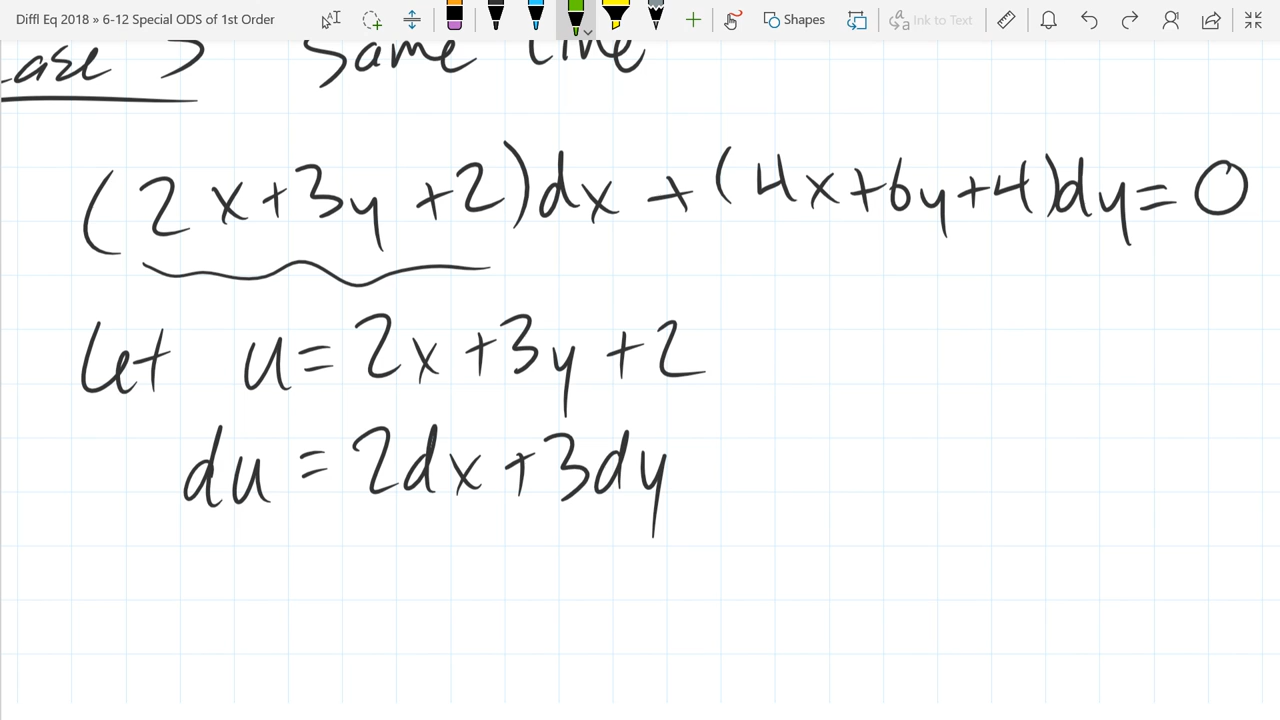 Diffl Eq 2018 » 6-12 Special ODS of 1st Order
Shapes
Ink to Text
Same Line
(2x+3y+2)dx+(4x+6y+4)dy=0
Let u=2x+3y+2
du=2dx+3dy